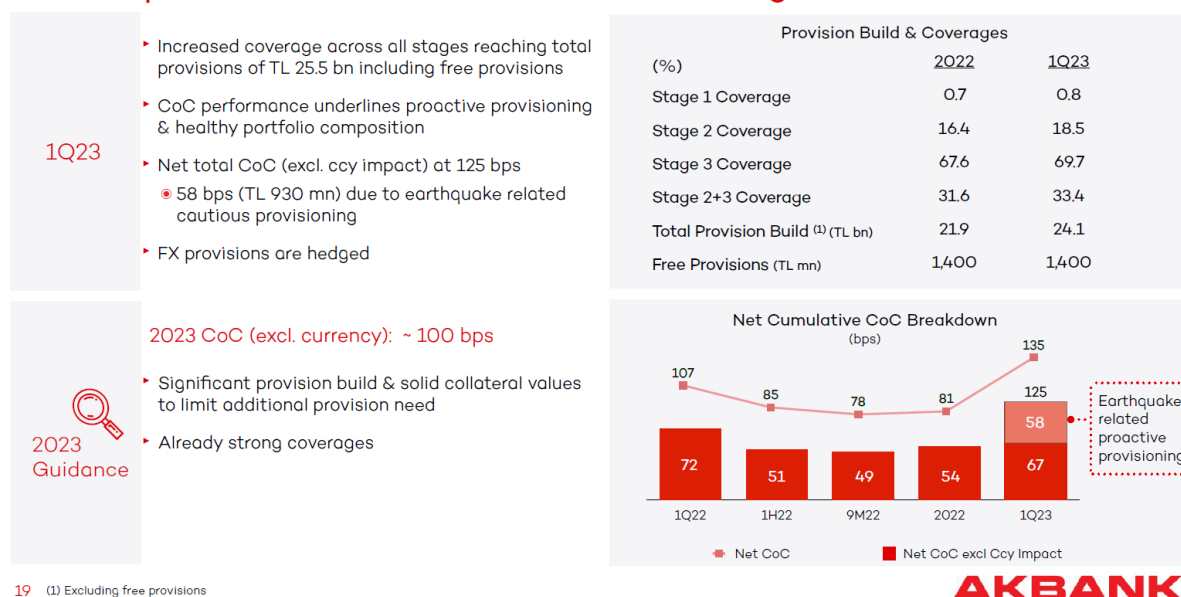 1Q23
‣ Increased coverage across all stages reaching total
provisions of TL 25.5 bn including free provisions
‣ CoC performance underlines proactive provisioning
& healthy portfolio composition
‣ Net total CoC (excl. ccy impact) at 125 bps
◉ 58 bps (TL 930 mn) due to earthquake related
cautious provisioning
‣ FX provisions are hedged
2023
Guidance
2023 CoC (excl. currency): ~ 100 bps
‣ Significant provision build & solid collateral values
to limit additional provision need
‣ Already strong coverages
Provision Build & Coverages
(%) 2022 1Q23
Stage 1 Coverage 0.7 0.8
Stage 2 Coverage 16.4 18.5
Stage 3 Coverage 67.6 69.7
Stage 2+3 Coverage 31.6 33.4
Total Provision Build (1) (TL bn) 21.9 24.1
Free Provisions (TL mn) 1,400 1,400
Net Cumulative CoC Breakdown
(bps)
107 85 78 81 135
125
58
72 51 49 54 67
1Q22 1H22 9M22 2022 1Q23
Earthquake
related
proactive
provisioning
Net CoC Net CoC excl Ccy Impact
19 (1) Excluding free provisions
AKBANK